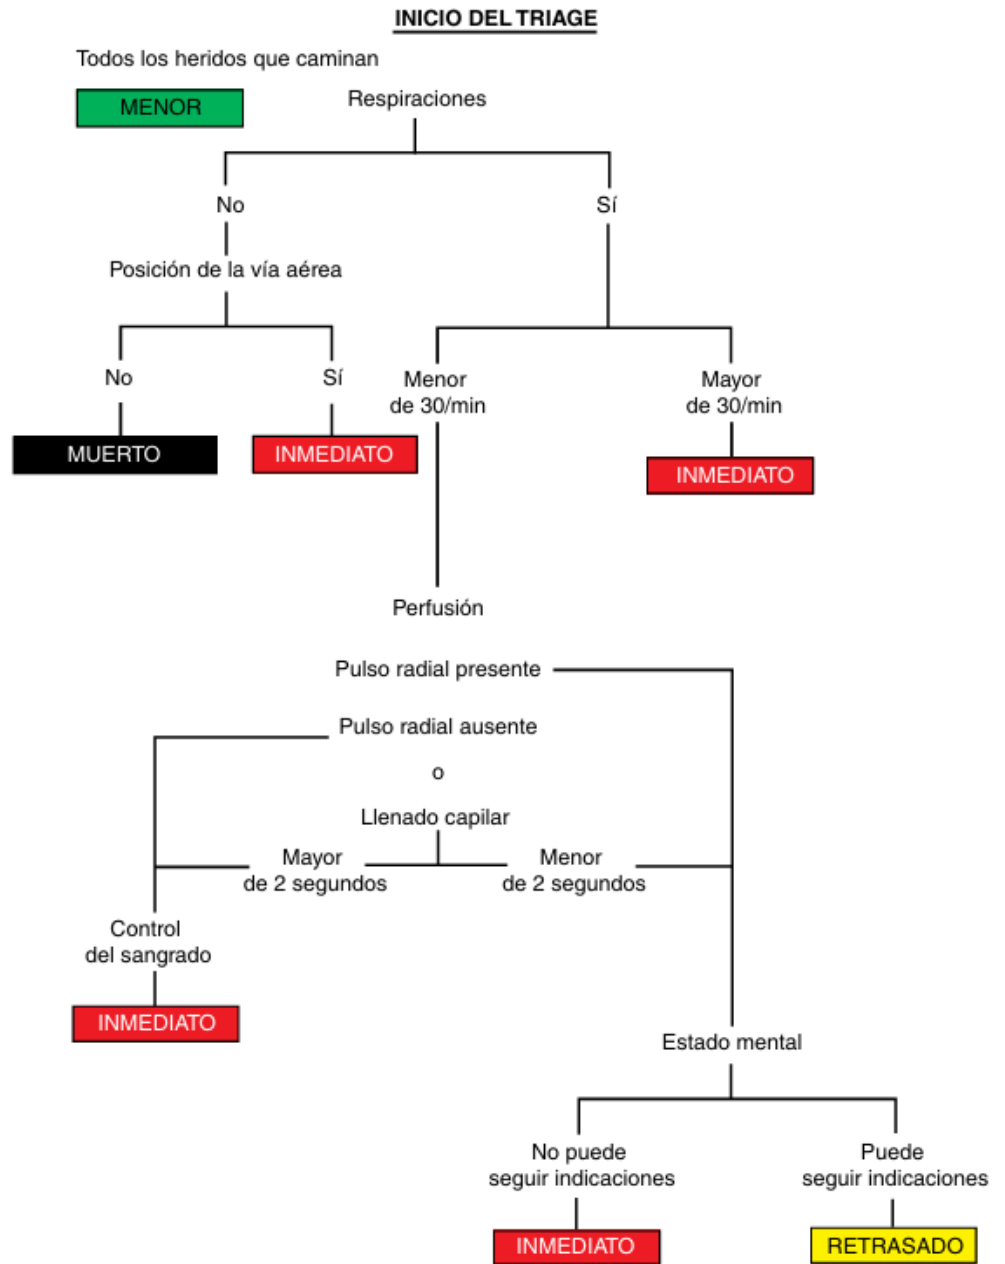 INICIO DEL TRIAGE
Todos los heridos que caminan
MENOR
Respiraciones
No
Sí
Posición de la vía aérea
No
Sí
Menor
de 30/min
Mayor
de 30/min
MUERTO
INMEDIATO
INMEDIATO
Perfusión
Pulso radial presente
Pulso radial ausente
o
Llenado capilar
Mayor
de 2 segundos
Menor
de 2 segundos
Control
del sangrado
INMEDIATO
Estado mental
No puede
seguir indicaciones
Puede
seguir indicaciones
INMEDIATO
RETRASADO